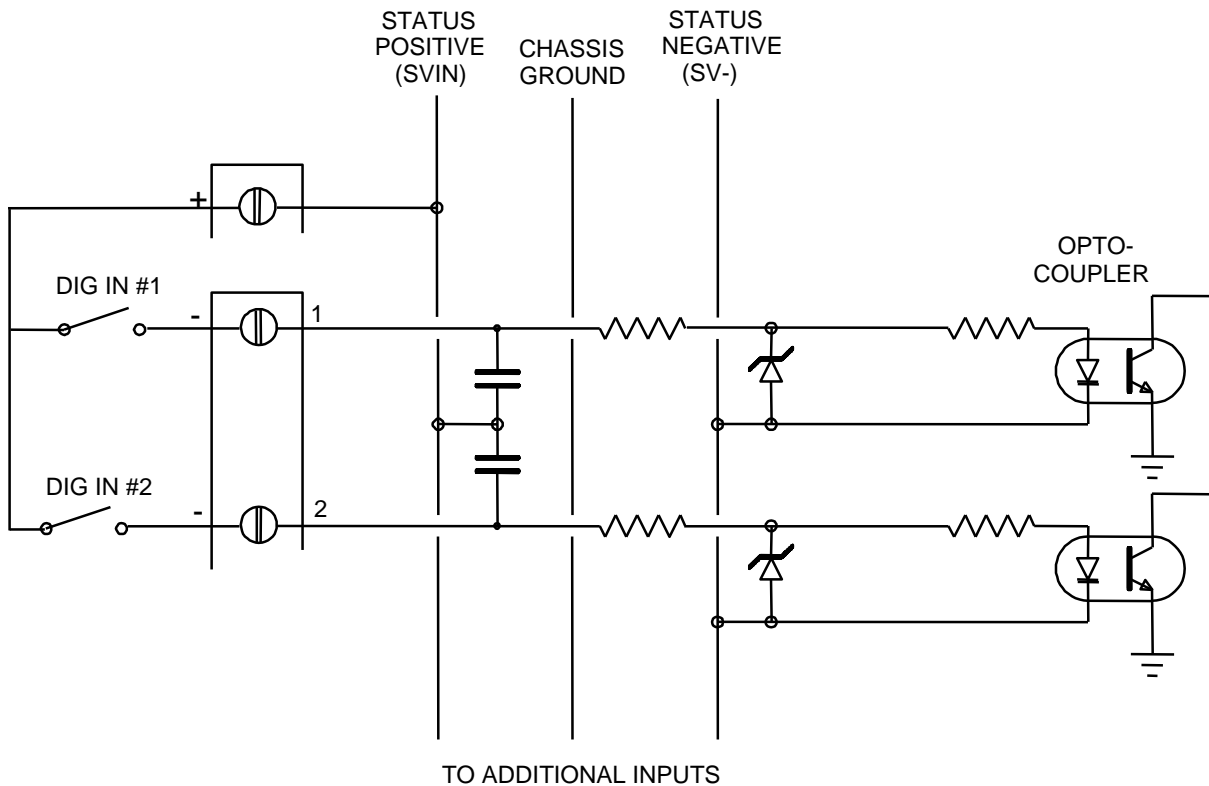 STATUS
POSITIVE
(SVIN)
CHASSIS
GROUND
STATUS
NEGATIVE
(SV-)
+
OPTO-
COUPLER
DIG IN #1
-
1
DIG IN #2
-
2
TO ADDITIONAL INPUTS